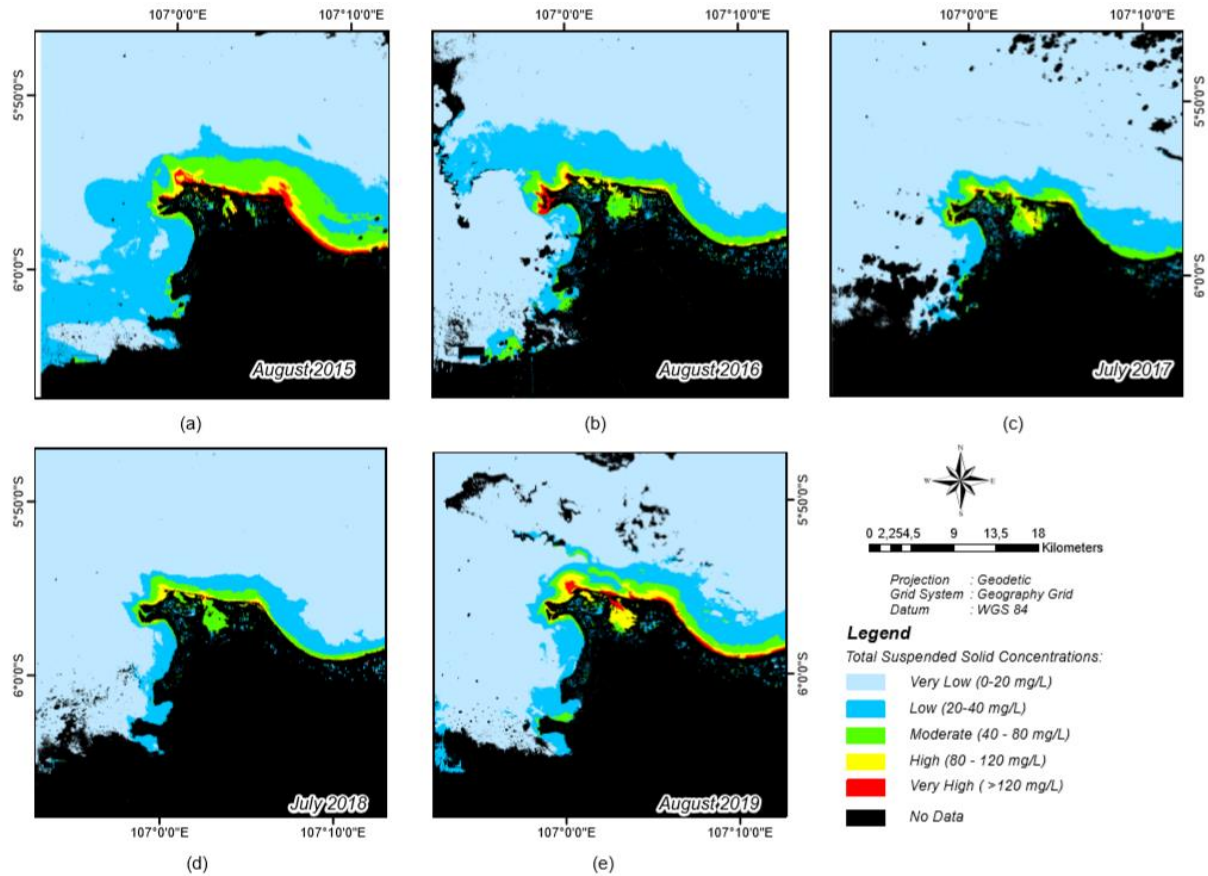 107°0'0"E 107°10'0"E
107°0'0"E 107°10'0"E
107°0'0"E 107°10'0"E
5°50'0"S
6°0'0"S
5°50'0"S
6°0'0"S
August 2015
August 2016
July 2017
(a)
(b)
(c)
5°50'0"S
6°0'0"S
5°50'0"S
6°0'0"S
July 2018
August 2019
107°0'0"E 107°10'0"E
107°0'0"E 107°10'0"E
(d)
(e)
N
W E
S
0 2,254,5 9 13,5 18
Kilometers
Projection : Geodetic
Grid System : Geography Grid
Datum : WGS 84
Legend
Total Suspended Solid Concentrations:
Very Low (0-20 mg/L)
Low (20-40 mg/L)
Moderate (40 - 80 mg/L)
High (80 - 120 mg/L)
Very High ( >120 mg/L)
No Data